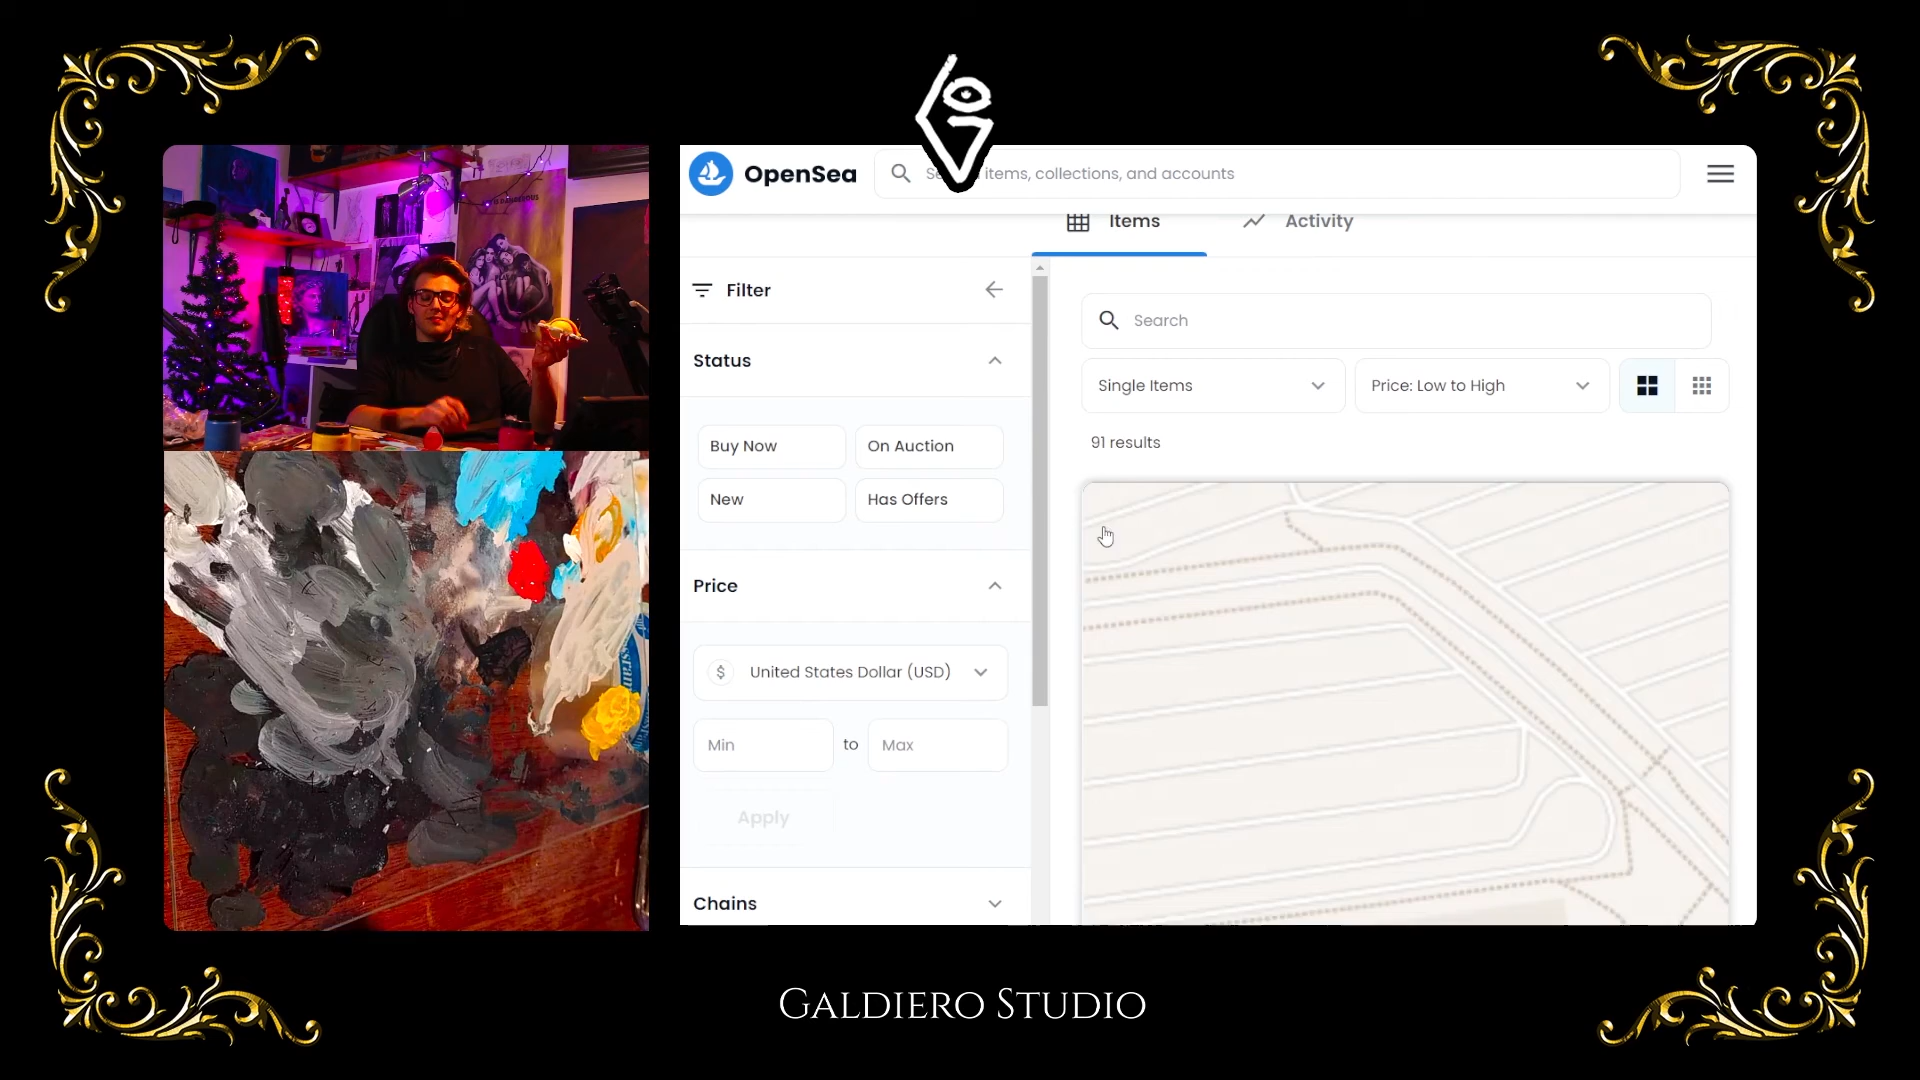 OpenSea
items, collections, and accounts
Items
Activity
Filter
Status
Buy Now
On Auction
New
Has Offers
Price
$ United States Dollar (USD)
Min
to
Max
Apply
Chains
Search
Single Items
Price: Low to High
91 results
GALDIERO STUDIO